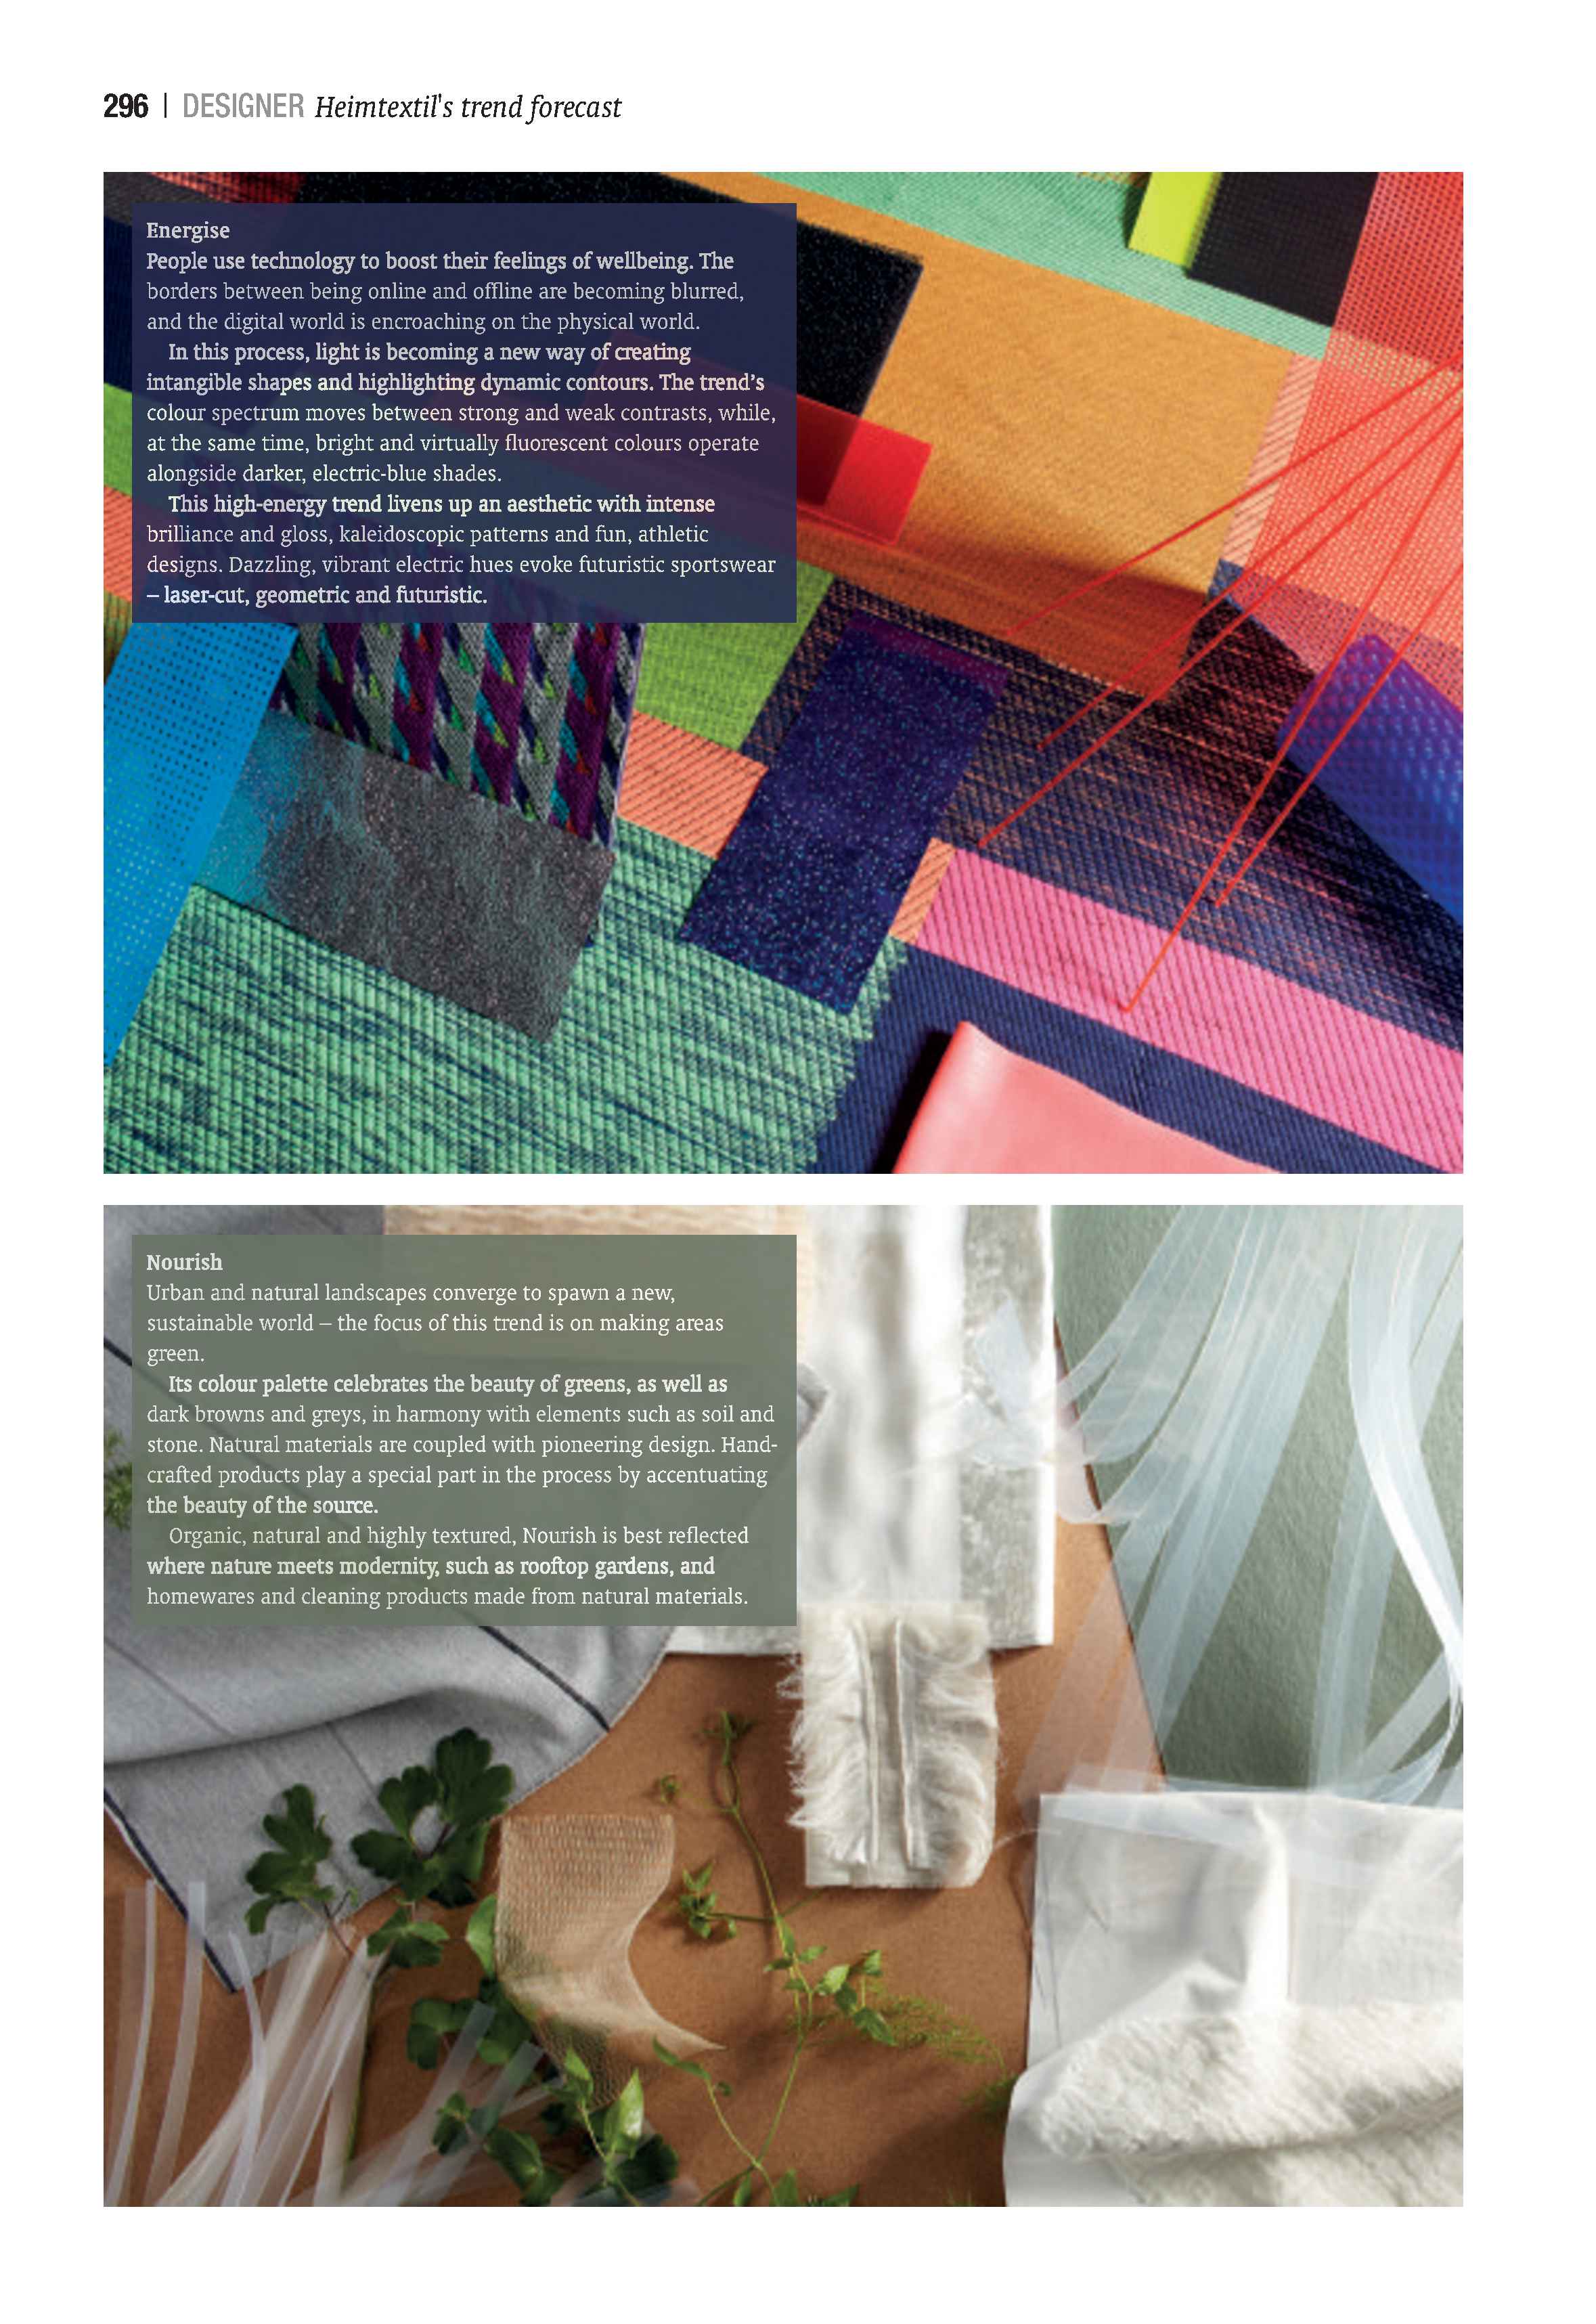 296 | DESIGNER Heimtextil's trend forecast
Energise
People use technology to boost their feelings of wellbeing. The
borders between being online and offline are becoming blurred,
and the digital world is encroaching on the physical world.
In this process, light is becoming a new way of creating
intangible shapes and highlighting dynamic contours. The trend’s
colour spectrum moves between strong and weak contrasts, while,
at the same time, bright and virtually fluorescent colours operate
alongside darker, electric-blue shades.
This high-energy trend livens up an aesthetic with intense
brilliance and gloss, kaleidoscopic patterns and fun, athletic
designs. Dazzling, vibrant electric hues evoke futuristic sportswear
– laser-cut, geometric and futuristic.
Nourish
Urban and natural landscapes converge to spawn a new,
sustainable world – the focus of this trend is on making areas
green.
Its colour palette celebrates the beauty of greens, as well as
dark browns and greys, in harmony with elements such as soil and
stone. Natural materials are coupled with pioneering design. Hand-
crafted products play a special part in the process by accentuating
the beauty of the source.
Organic, natural and highly textured, Nourish is best reflected
where nature meets modernity, such as rooftop gardens, and
homewares and cleaning products made from natural materials.